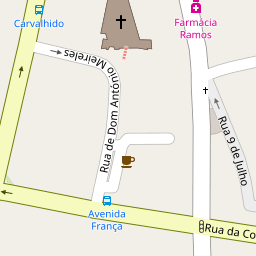 Carvalhido
Farmácia
Ramos
Rua de Dom António Meireles
Rua 9 de Julho
Avenida
França
Rua da Co